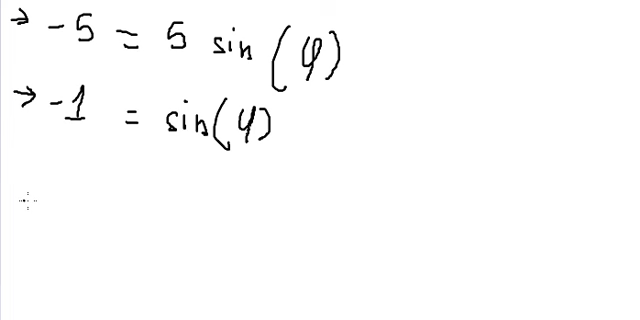 → -5 = 5 sin(φ)
→ -1 = sin(φ)